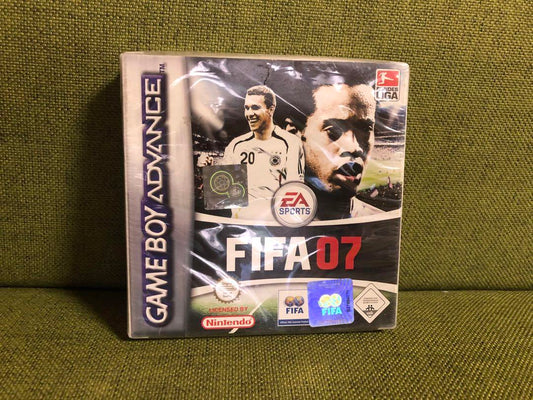 GAME BOY ADVANCE
BUNDES
LIGA
20
EA
SPORTS
FIFA 07
LICENSED BY
Nintendo
FIFA
FIFA